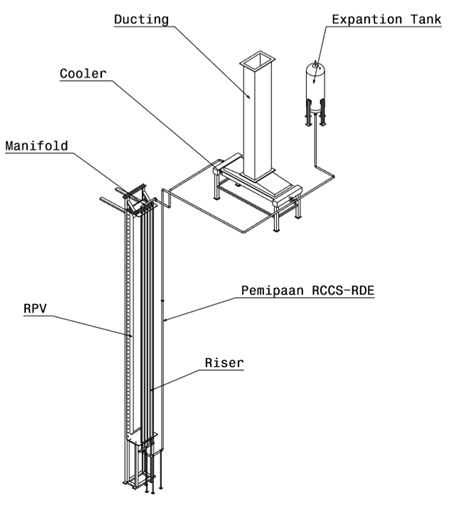 Ducting
Expantion Tank
Cooler
Manifold
RPV
Pemipaan RCCS-RDE
Riser